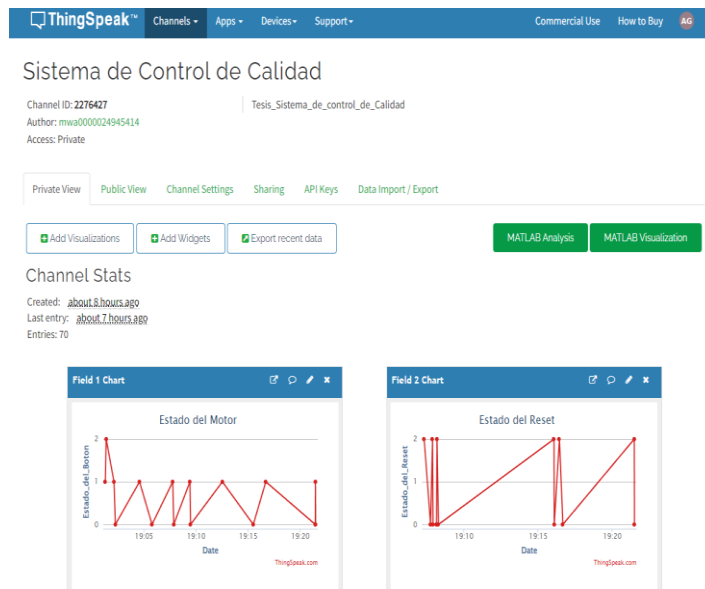 ThingSpeak™ Channels Apps Devices Support Commercial Use How to Buy AG
Sistema de Control de Calidad
Channel ID: 2276427 Tesis_Sistema_de_control_de_Calidad
Author: mwa0000024945414
Access: Private
Private View Public View Channel Settings Sharing API Keys Data Import / Export
Add Visualizations Add Widgets Export recent data MATLAB Analysis MATLAB Visualization
Channel Stats
Created: about 8 hours ago
Last entry: about 7 hours ago
Entries: 70
Field 1 Chart
Estado del Motor
Estado_del_Boton
2
1
0
19:05 19:10 19:15 19:20
Date
ThingSpeak.com
Field 2 Chart
Estado del Reset
Estado_del_Reset
2
1
0
19:10 19:15 19:20
Date
ThingSpeak.com